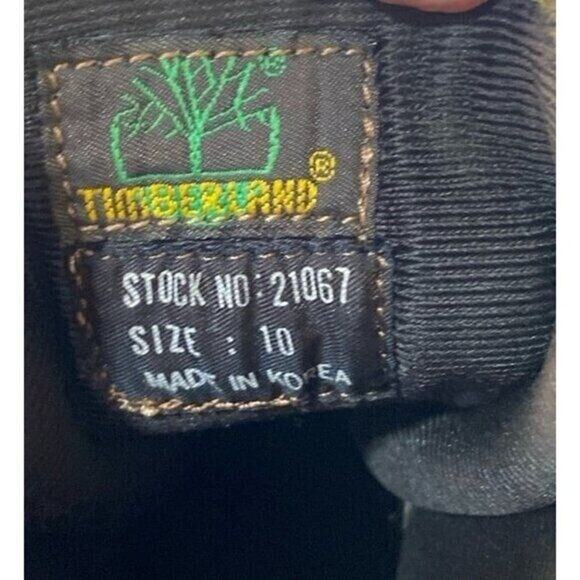 ®
TIMBERLAND®
STOCK NO: 21067
SIZE : 10
MADE IN KOREA